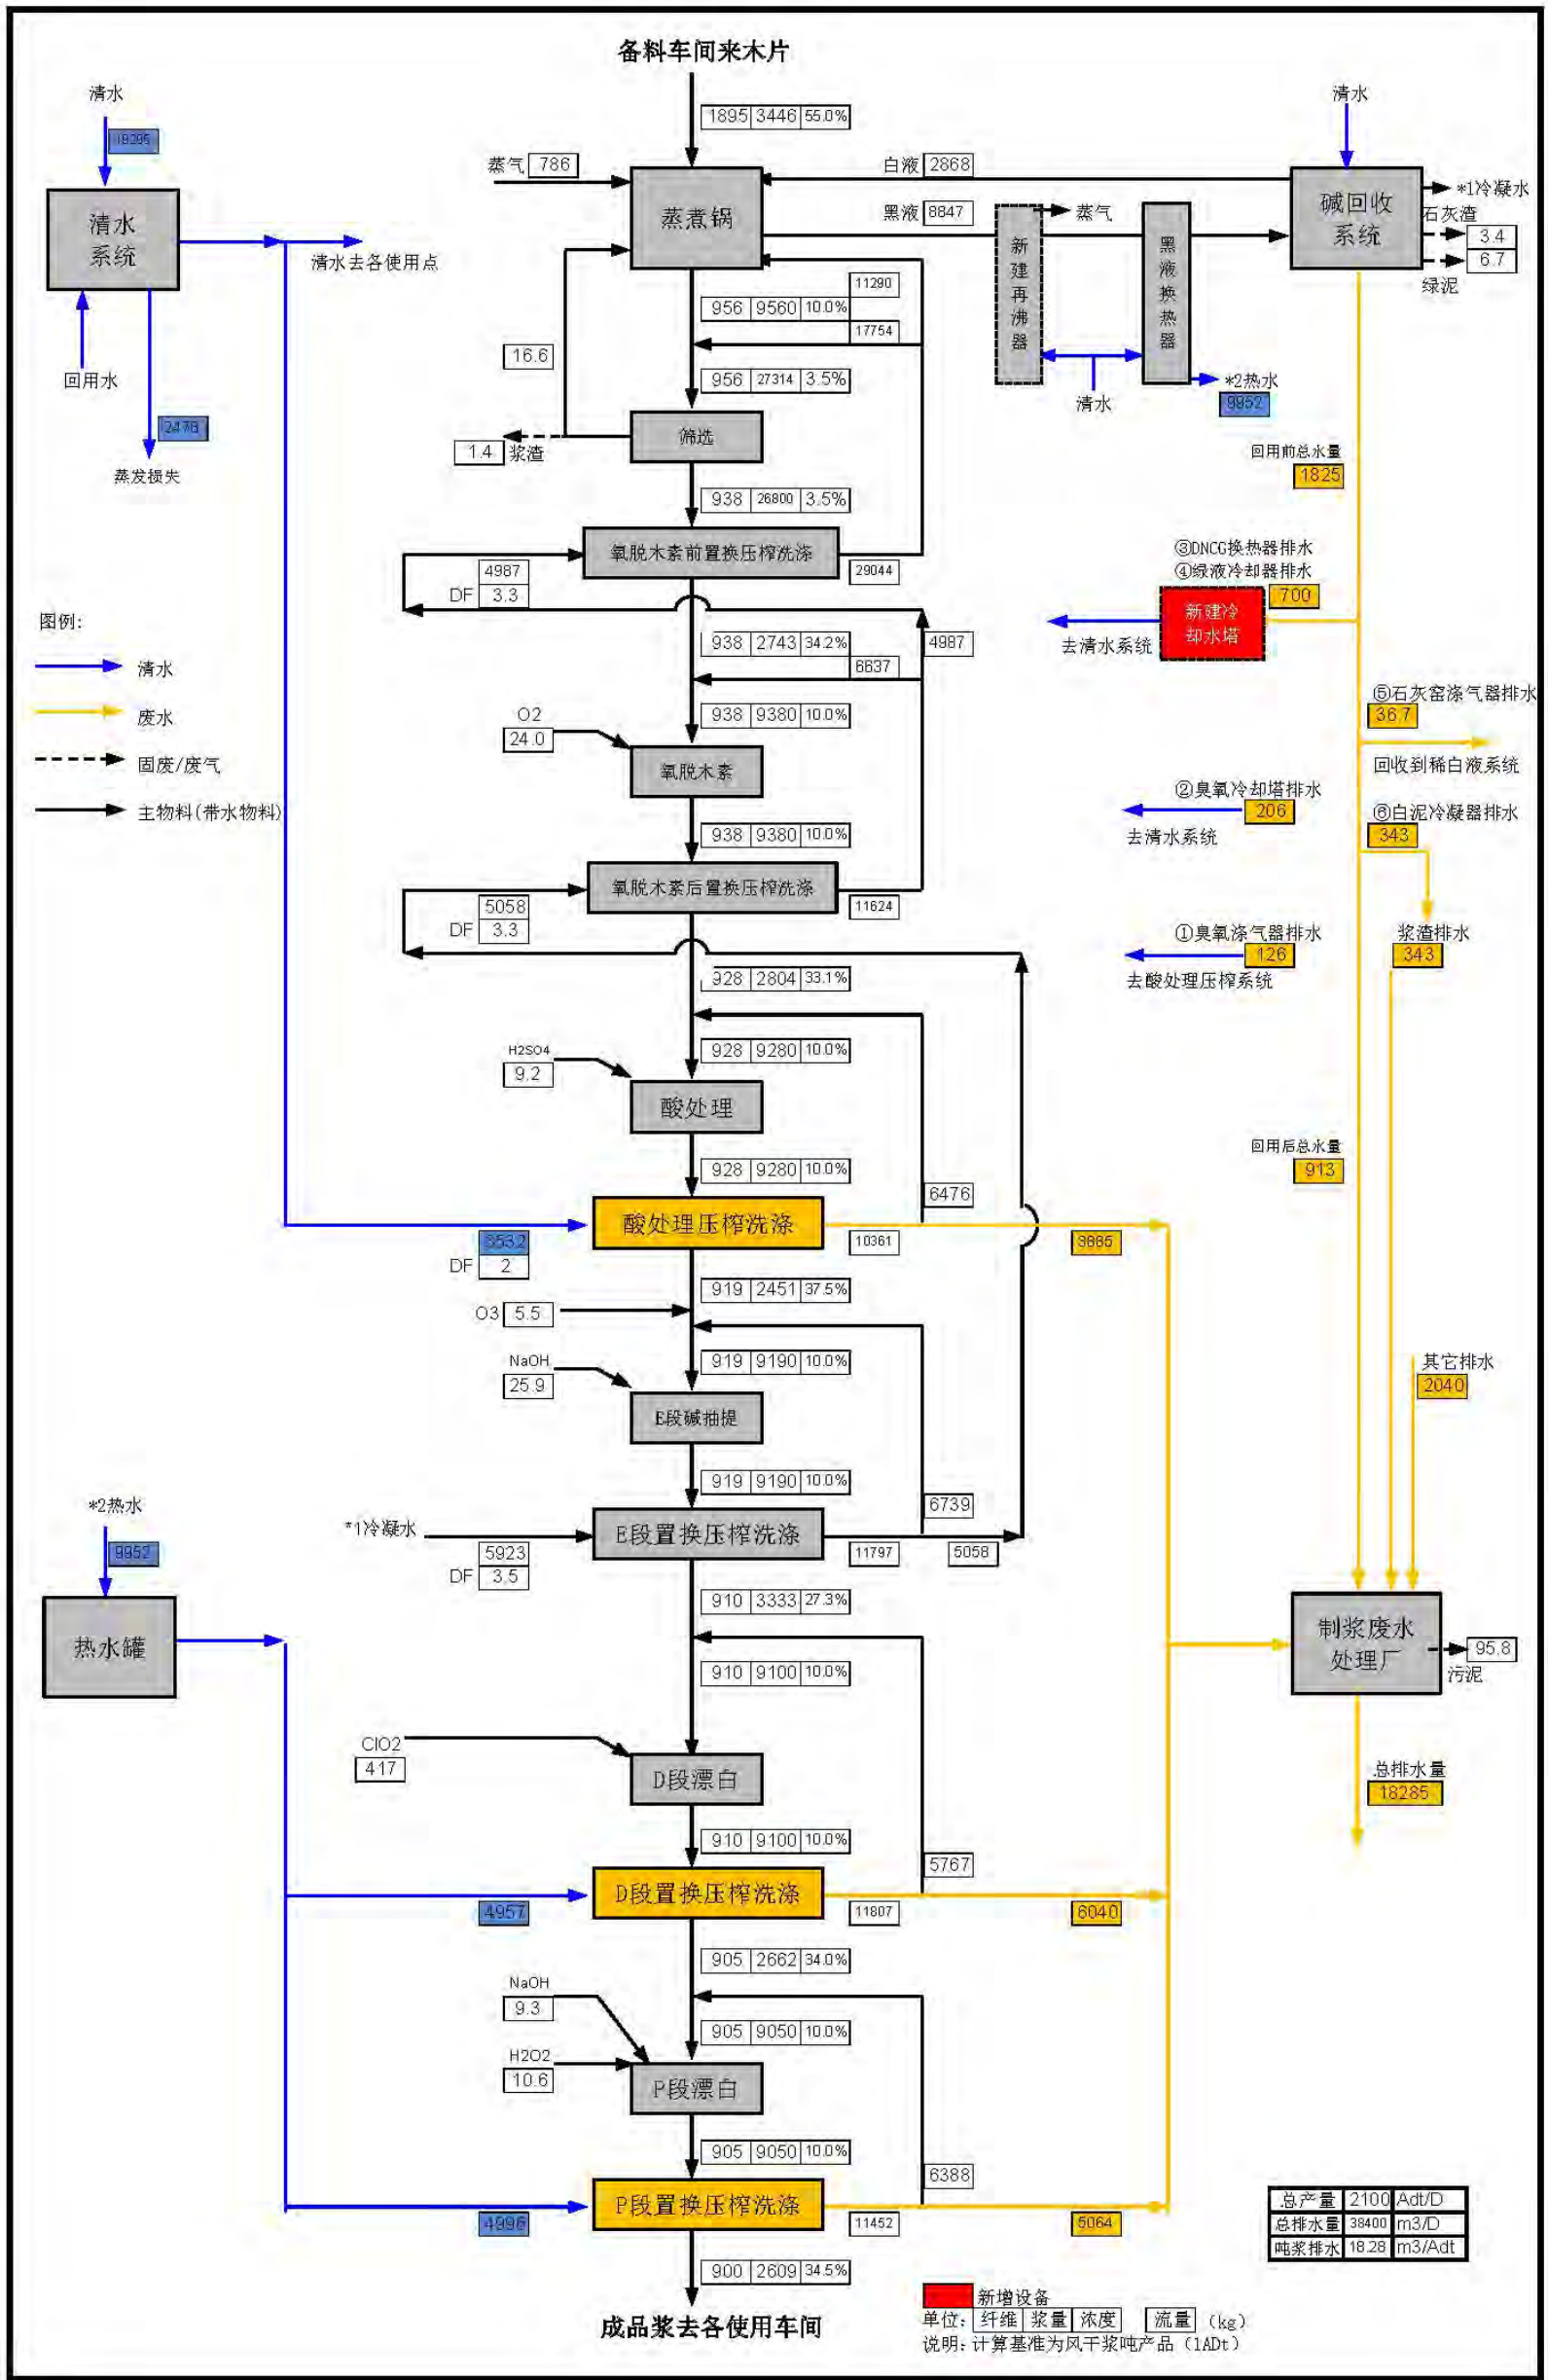 备料车间来木片
清水
1895 3446 55.0%
蒸气 786
白液 2868
清水
清水
系统
蒸煮锅
黑液 8847
蒸气
碱回收
系统
*1冷凝水
石灰渣
3.4
6.7
绿泥
清水去各使用点
新建再沸器
黑液换热器
11290
956 9560 10.0%
17754
16.6
回用水
956 27314 3.5%
*2热水
9952
清水
2478
蒸发损失
筛选
1.4 浆渣
回用前总水量
1825
938 26800 3.5%
氧脱木素前置换压榨洗涤
29044
4987
DF 3.3
③DNCG换热器排水
④绿液冷却器排水
700
新建冷
却水塔
去清水系统
图例:
清水
废水
固废/废气
主物料(带水物料)
938 2743 34.2%
4987
6637
938 9380 10.0%
O2
24.0
氧脱木素
⑤石灰窑涤气器排水
36.7
回收到稀白液系统
②臭氧冷却塔排水
206
去清水系统
⑥白泥冷凝器排水
343
938 9380 10.0%
氧脱木素后置换压榨洗涤
11624
5058
DF 3.3
①臭氧涤气器排水
126
去酸处理压榨系统
浆渣排水
343
928 2804 33.1%
928 9280 10.0%
H2SO4
9.2
酸处理
回用后总水量
913
928 9280 10.0%
6476
酸处理压榨洗涤
10361
3885
DF 2
919 2451 37.5%
O3 5.5
919 9190 10.0%
NaOH
25.9
E段碱抽提
其它排水
2040
919 9190 10.0%
6739
*2热水
9952
*1冷凝水
5923
DF 3.5
E段置换压榨洗涤
11797
5058
910 3333 27.3%
热水罐
制浆废水
处理厂
95.8
污泥
910 9100 10.0%
ClO2
417
D段漂白
总排水量
18285
910 9100 10.0%
5767
D段置换压榨洗涤
4957
11807
6040
905 2662 34.0%
NaOH
9.3
905 9050 10.0%
H2O2
10.6
P段漂白
905 9050 10.0%
6388
P段置换压榨洗涤
4996
11452
5064
总产量 2100 Adt/D
总排水量 38400 m3/D
吨浆排水 18.28 m3/Adt
900 2609 34.5%
成品浆去各使用车间
新增设备
单位: 纤维 浆量 浓度 流量 (kg)
说明: 计算基准为风干浆吨产品 (1ADt)